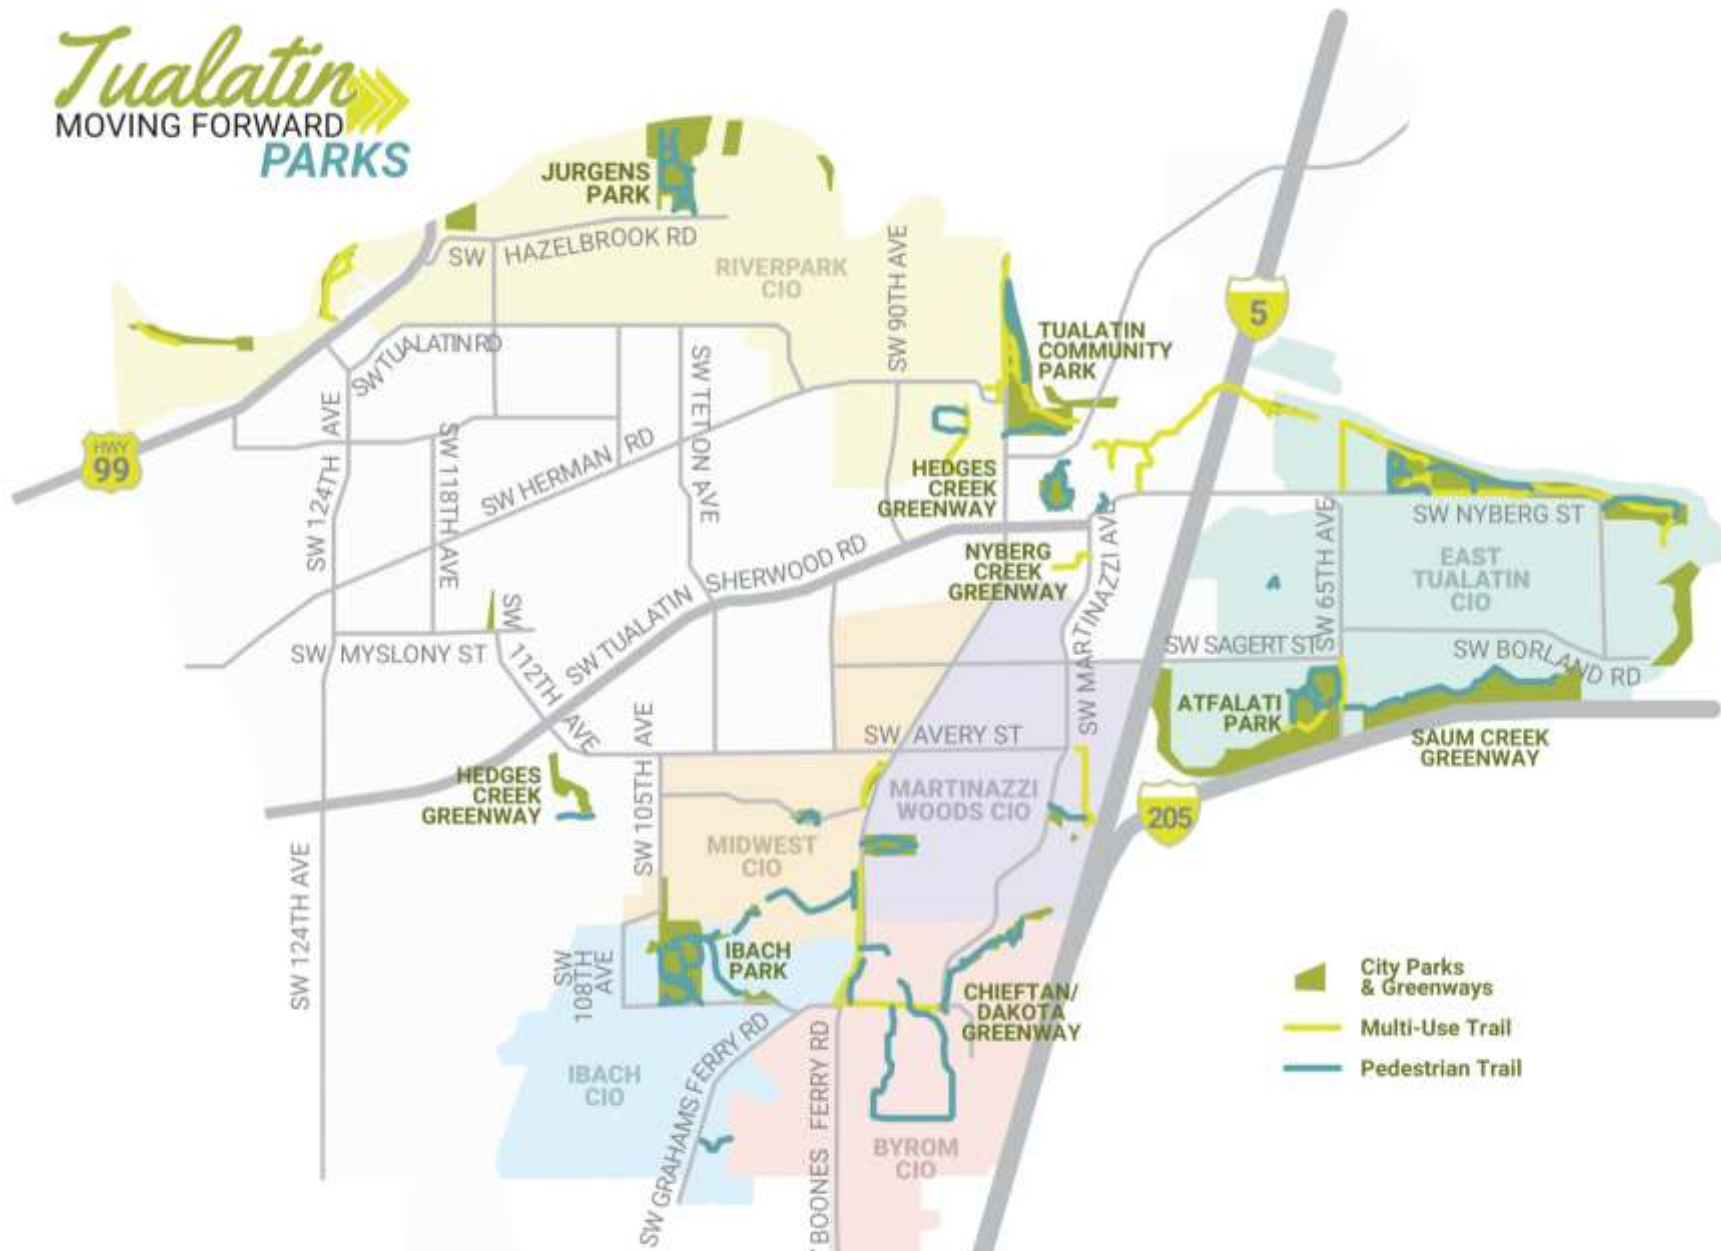 Tualatin
MOVING FORWARD
PARKS
JURGENS
PARK
SW HAZELBROOK RD
RIVERPARK
CIO
SW 90TH AVE
5
TUALATIN
COMMUNITY
PARK
SW TUALATIN RD
SW TETON AVE
HWY
99
SW 124TH AVE
SW 118TH AVE
SW HERMAN RD
HEDGES
CREEK
GREENWAY
SW NYBERG ST
EAST
TUALATIN
CIO
SW 65TH AVE
NYBERG
CREEK
GREENWAY
SW MARTINAZZI AVE
SW TUALATIN SHERWOOD RD
SW MYSLONY ST
SW 112TH AVE
SW SAGERT ST
SW BORLAND RD
ATFALATI
PARK
SAUM CREEK
GREENWAY
SW AVERY ST
HEDGES
CREEK
GREENWAY
SW 105TH AVE
MARTINAZZI
WOODS CIO
205
MIDWEST
CIO
SW 124TH AVE
IBACH
PARK
SW
108TH
AVE
CHIEFTAN/
DAKOTA
GREENWAY
IBACH
CIO
SW GRAHAMS FERRY RD
BOONES FERRY RD
BYROM
CIO
City Parks
& Greenways
Multi-Use Trail
Pedestrian Trail